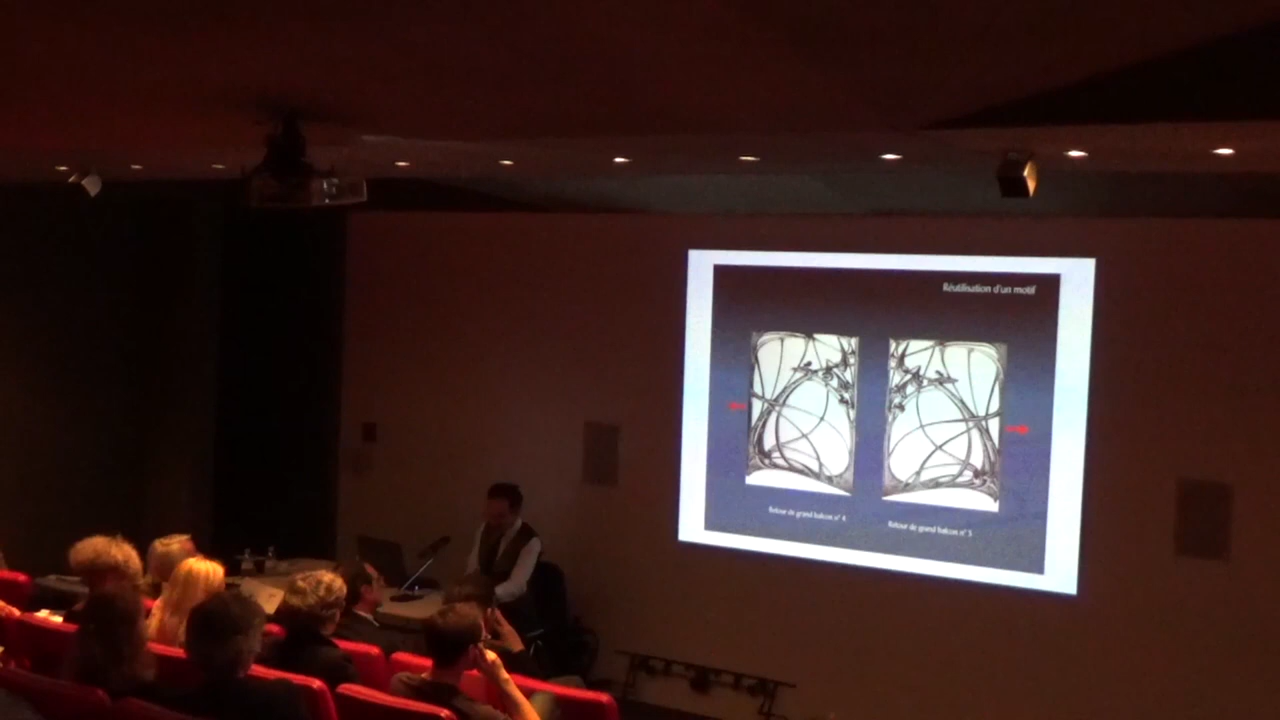 Réutilisation d'un motif
Retour de grand balcon n° 4
Retour de grand balcon n° 5